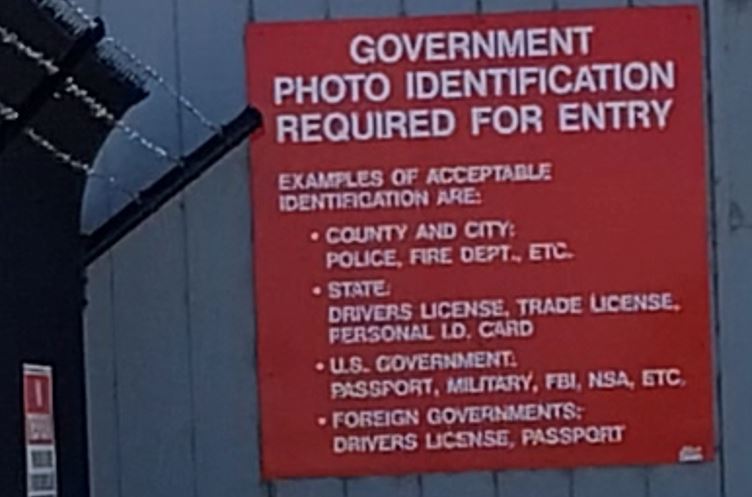 GOVERNMENT
PHOTO IDENTIFICATION
REQUIRED FOR ENTRY
EXAMPLES OF ACCEPTABLE
IDENTIFICATION ARE:
• COUNTY AND CITY:
POLICE, FIRE DEPT., ETC.
• STATE:
DRIVERS LICENSE, TRADE LICENSE,
PERSONAL I.D. CARD
• U.S. GOVERNMENT:
PASSPORT, MILITARY, FBI, NSA, ETC.
• FOREIGN GOVERNMENTS:
DRIVERS LICENSE, PASSPORT